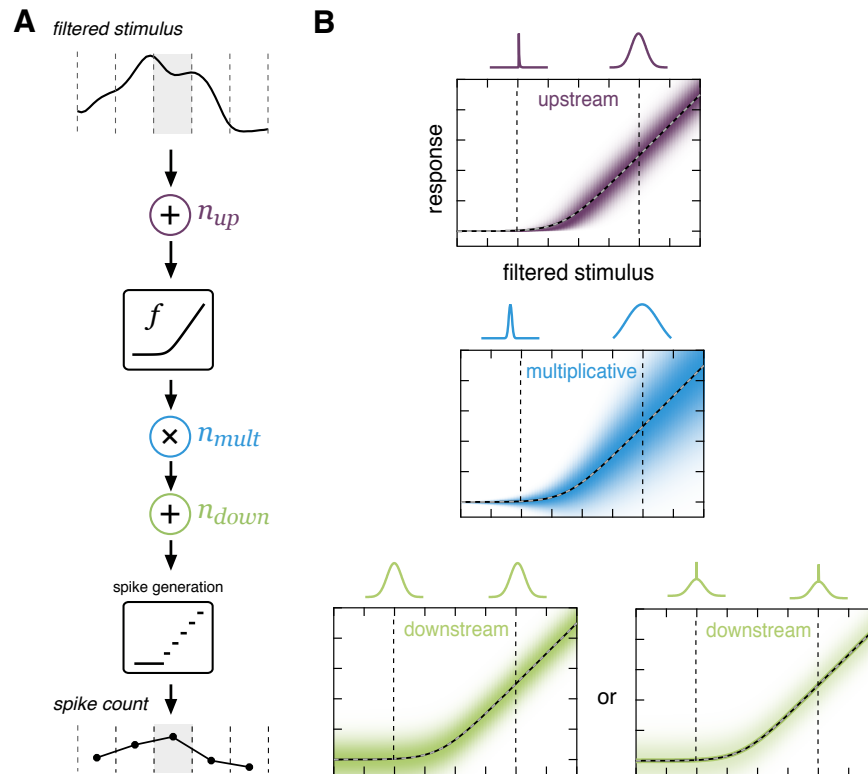 A
filtered stimulus
+ n_up
f
× n_mult
+ n_down
spike generation
spike count
B
upstream
response
filtered stimulus
multiplicative
downstream
or
downstream